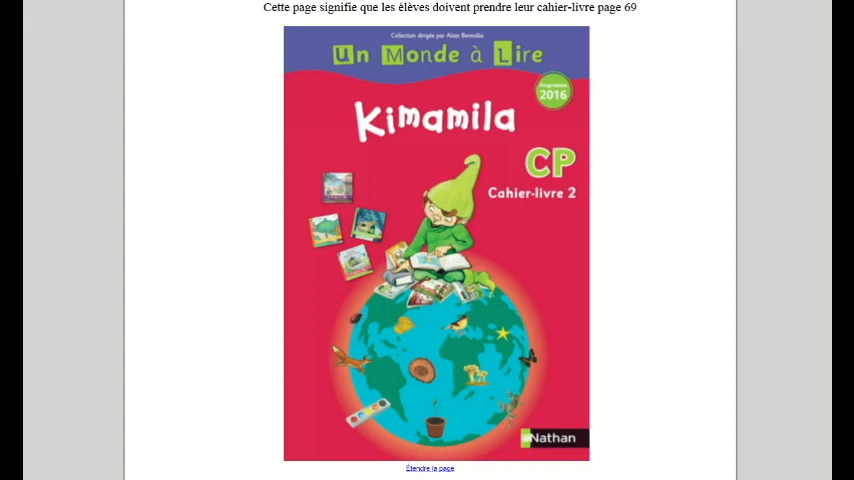 Cette page signifie que les élèves doivent prendre leur cahier-livre page 69
Collection dirigée par Alain Bentolila
Un Monde à Lire
Programme
2016
Kimamila
CP
Cahier-livre 2
Nathan
Étendre la page